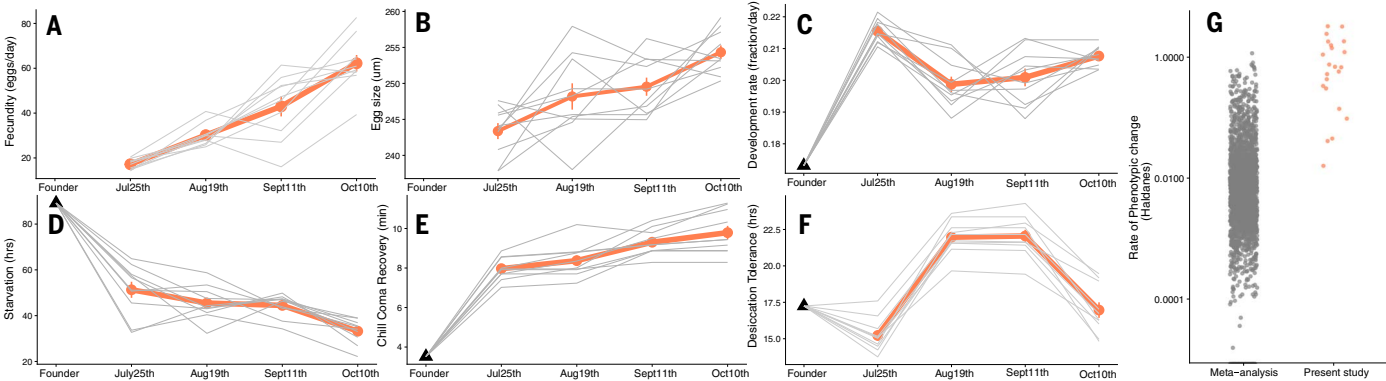 A
Fecundity (eggs/day)
80
60
40
20
Founder
Jul25th
Aug19th
Sept11th
Oct10th
B
Egg size (um)
260
255
250
245
240
Founder
Jul25th
Aug19th
Sept11th
Oct10th
C
Development rate (fraction/day)
0.22
0.21
0.20
0.19
0.18
Founder
Jul25th
Aug19th
Sept11th
Oct10th
D
Starvation (hrs)
80
60
40
20
Founder
July25th
Aug19th
Sept11th
Oct10th
E
Chill Coma Recovery (min)
10
8
6
4
Founder
Jul25th
Aug19th
Sept11th
Oct10th
F
Desiccation Tolerance (hrs)
22.5
20.0
17.5
15.0
Founder
Jul25th
Aug19th
Sept11th
Oct10th
G
Rate of Phenotypic change
(Haldanes)
1.0000
0.0100
0.0001
Meta−analysis
Present study